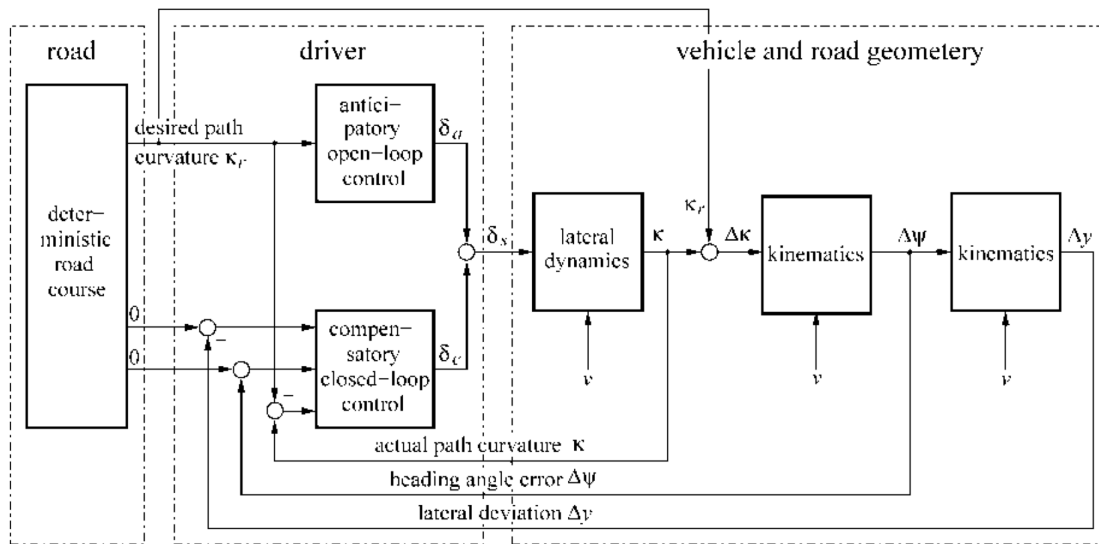 road
driver
vehicle and road geometery
deter–
ministic
road
course
desired path
curvature κr
antici–
patory
open–loop
control
δa
compen–
satory
closed–loop
control
δc
δs
lateral
dynamics
κ
κr
Δκ
kinematics
Δψ
kinematics
Δy
v
v
v
0
0
–
–
actual path curvature κ
heading angle error Δψ
lateral deviation Δy